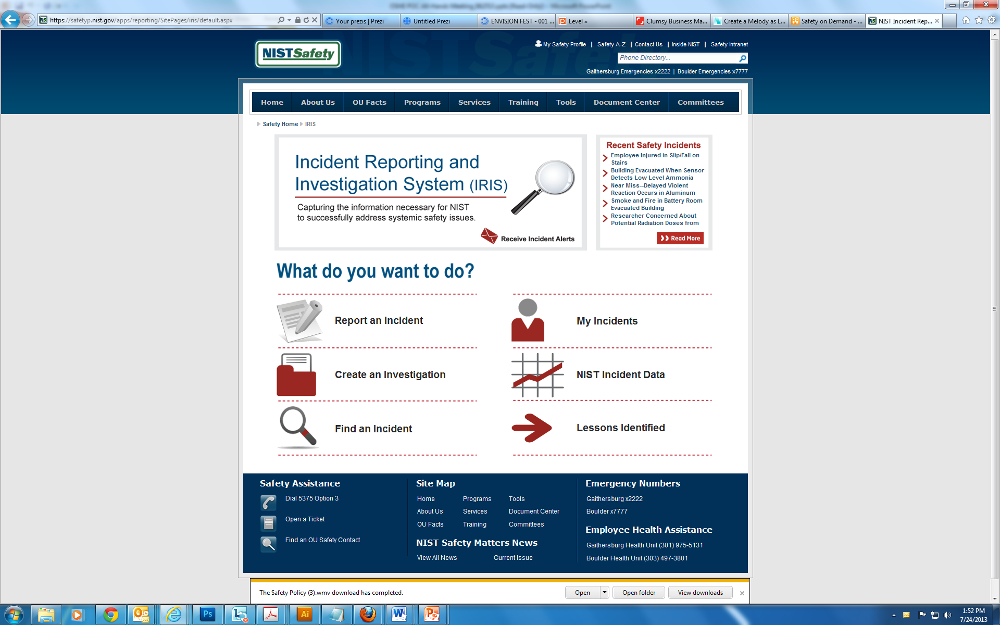 https://safetyp.nist.gov/apps/reporting/SitePages/iris/default.aspx
Your prezis | Prezi
Untitled Prezi
ENVISION FEST - 001 ...
Level »
Clumsy Business Ma...
Create a Melody as L...
Safety on Demand - ...
NIST Incident Rep...
NISTSafety
My Safety Profile | Safety A-Z | Contact Us | Inside NIST | Safety Intranet
Phone Directory...
Gaithersburg Emergencies x2222 | Boulder Emergencies x7777
Home About Us OU Facts Programs Services Training Tools Document Center Committees
Safety Home IRIS
Incident Reporting and
Investigation System (IRIS)
Capturing the information necessary for NIST
to successfully address systemic safety issues.
Receive Incident Alerts
Recent Safety Incidents
Employee Injured in Slip/Fall on
Stairs
Building Evacuated When Sensor
Detects Low Level Ammonia
Near Miss--Delayed Violent
Reaction Occurs in Aluminum
Smoke and Fire in Battery Room
Evacuated Building
Researcher Concerned About
Potential Radiation Doses from
Read More
What do you want to do?
Report an Incident
My Incidents
Create an Investigation
NIST Incident Data
Find an Incident
Lessons Identified
Safety Assistance
Dial 5375 Option 3
Open a Ticket
Find an OU Safety Contact
Site Map
Home Programs Tools
About Us Services Document Center
OU Facts Training Committees
NIST Safety Matters News
View All News Current Issue
Emergency Numbers
Gaithersburg x2222
Boulder x7777
Employee Health Assistance
Gaithersburg Health Unit (301) 975-5131
Boulder Health Unit (303) 497-3801
The Safety Policy (3).wmv download has completed.
Open
Open folder
View downloads
Ps
Ai
1:52 PM
7/24/2013